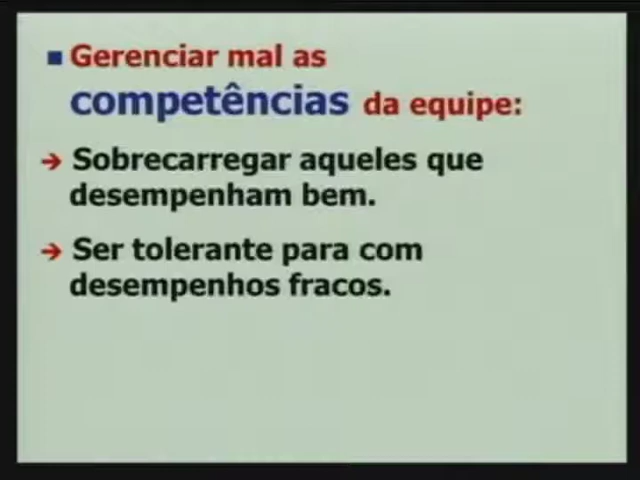 Gerenciar mal as
competências da equipe:
Sobrecarregar aqueles que
desempenham bem.
Ser tolerante para com
desempenhos fracos.